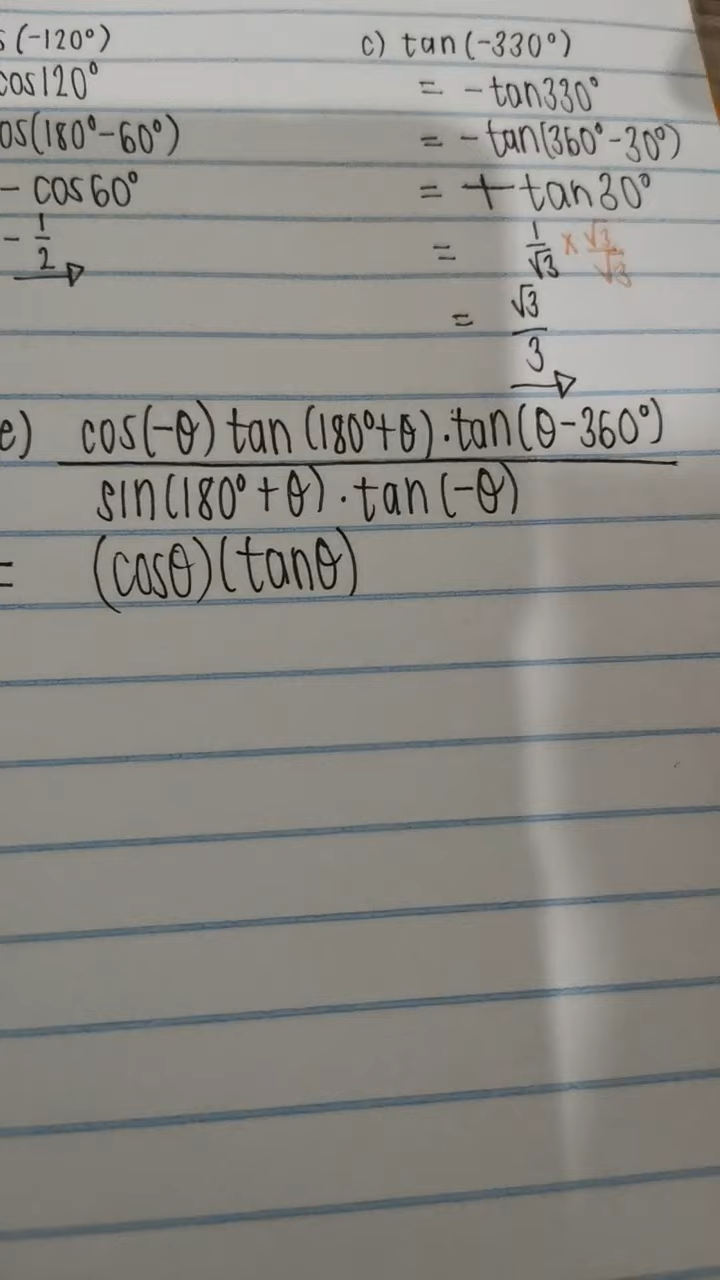 s(-120°)
cos120°
os(180°-60°)
- cos60°
- 1/2
c) tan(-330°)
= -tan330°
= -tan(360°-30°)
= +tan30°
= 1/√3 × √3/√3
= √3/3
e) cos(-θ) tan(180°+θ).tan(θ-360°)
sin(180°+θ).tan(-θ)
= (cosθ)(tanθ)